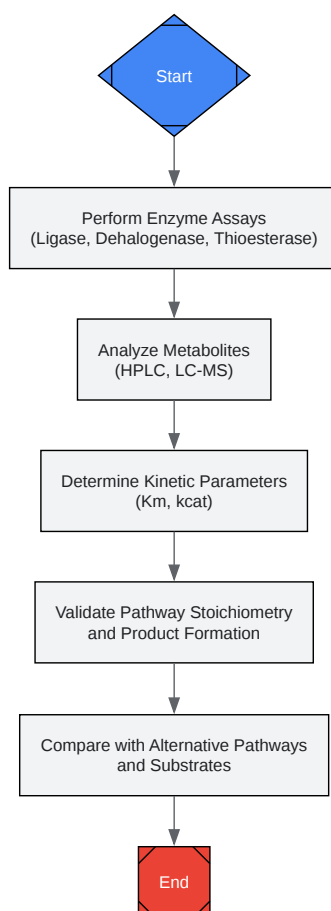 Start
Perform Enzyme Assays
(Ligase, Dehalogenase, Thioesterase)
Analyze Metabolites
(HPLC, LC-MS)
Determine Kinetic Parameters
(Km, kcat)
Validate Pathway Stoichiometry
and Product Formation
Compare with Alternative Pathways
and Substrates
End